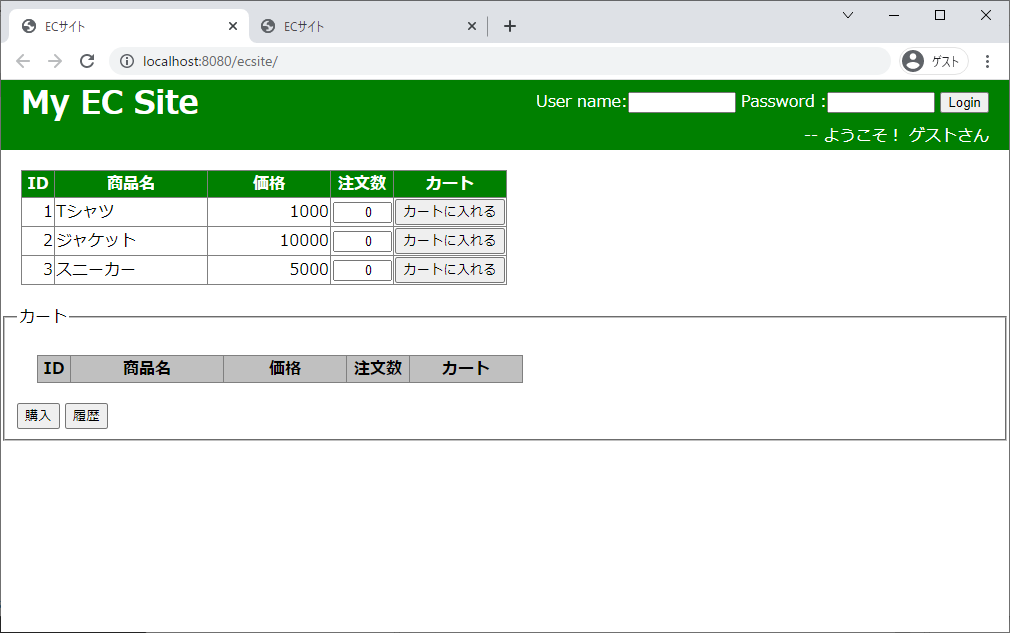 ECサイト ECサイト
localhost:8080/ecsite/ ゲスト
My EC Site User name: Password : Login
-- ようこそ！ ゲストさん
ID 商品名 価格 注文数 カート
1 Tシャツ 1000 0 カートに入れる
2 ジャケット 10000 0 カートに入れる
3 スニーカー 5000 0 カートに入れる
カート
ID 商品名 価格 注文数 カート
購入 履歴